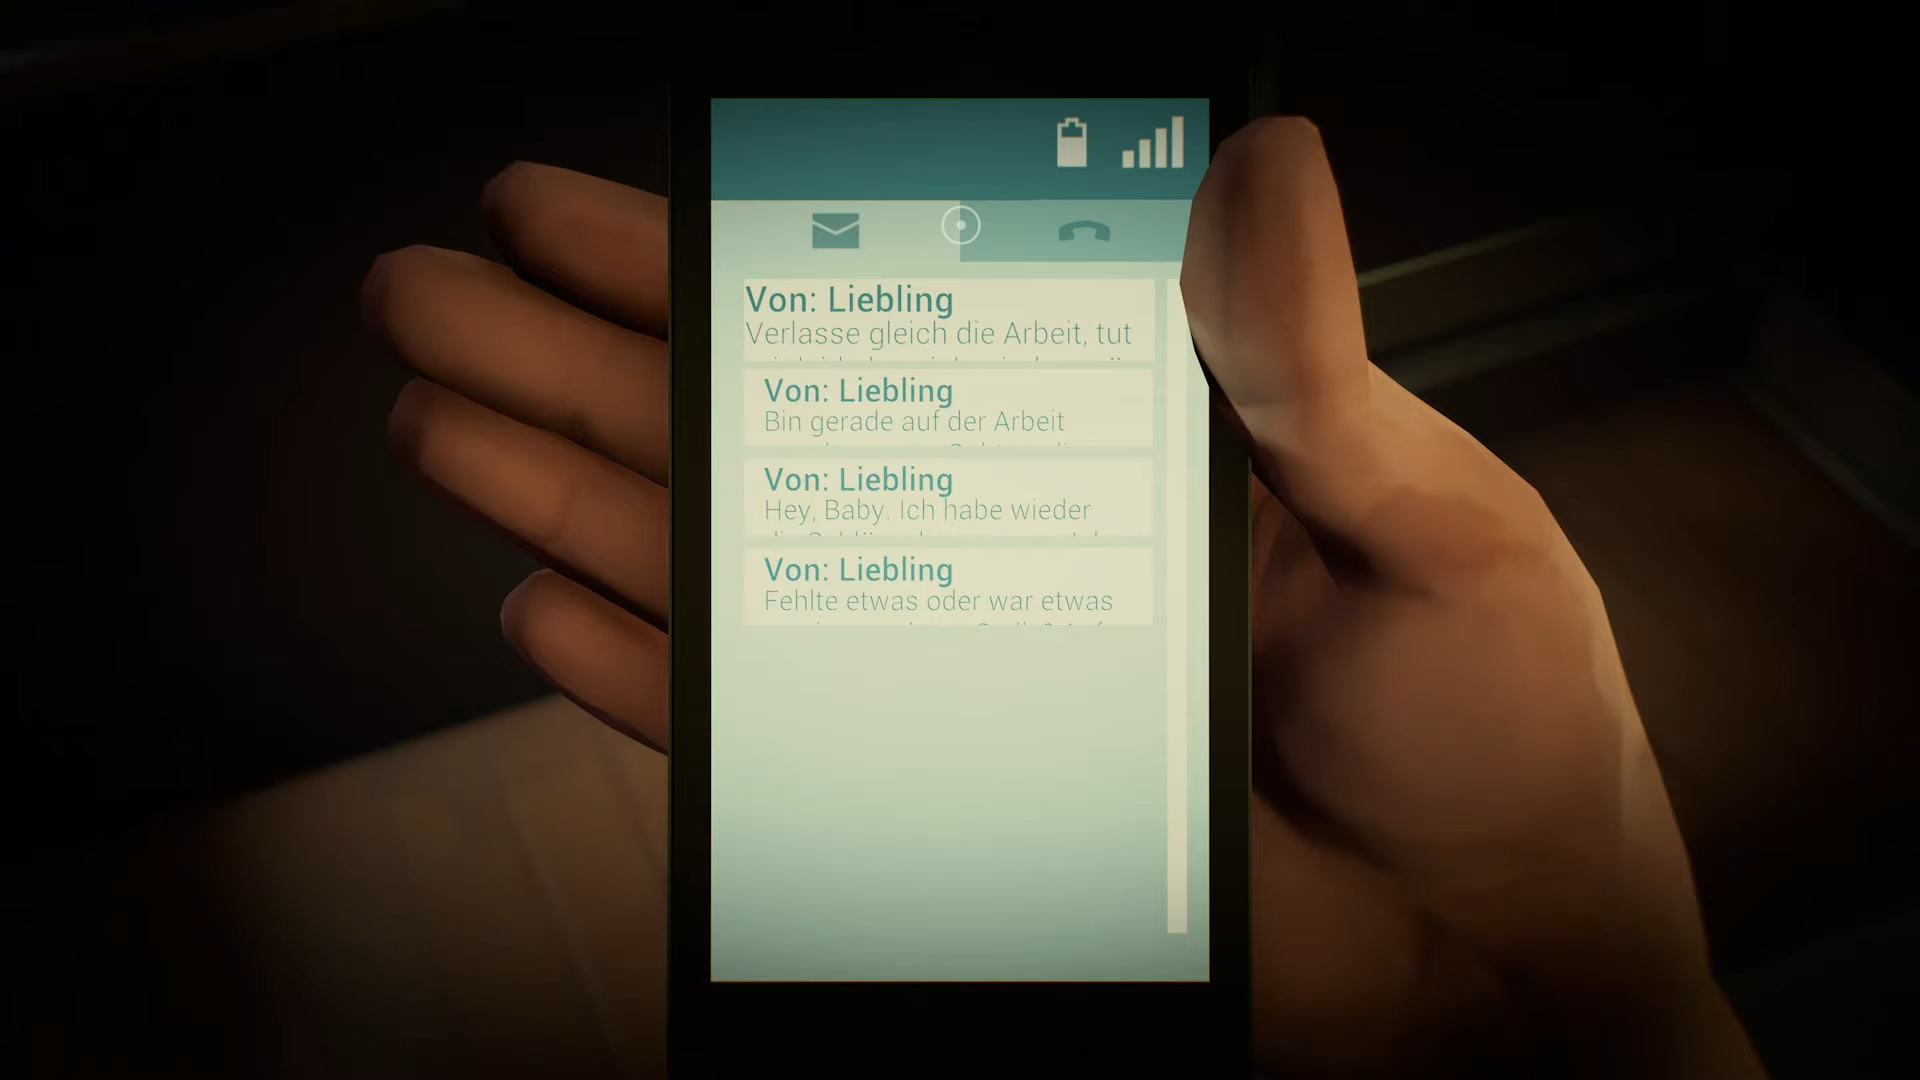 Von: Liebling
Verlasse gleich die Arbeit, tut
Von: Liebling
Bin gerade auf der Arbeit
Von: Liebling
Hey, Baby. Ich habe wieder
Von: Liebling
Fehlte etwas oder war etwas